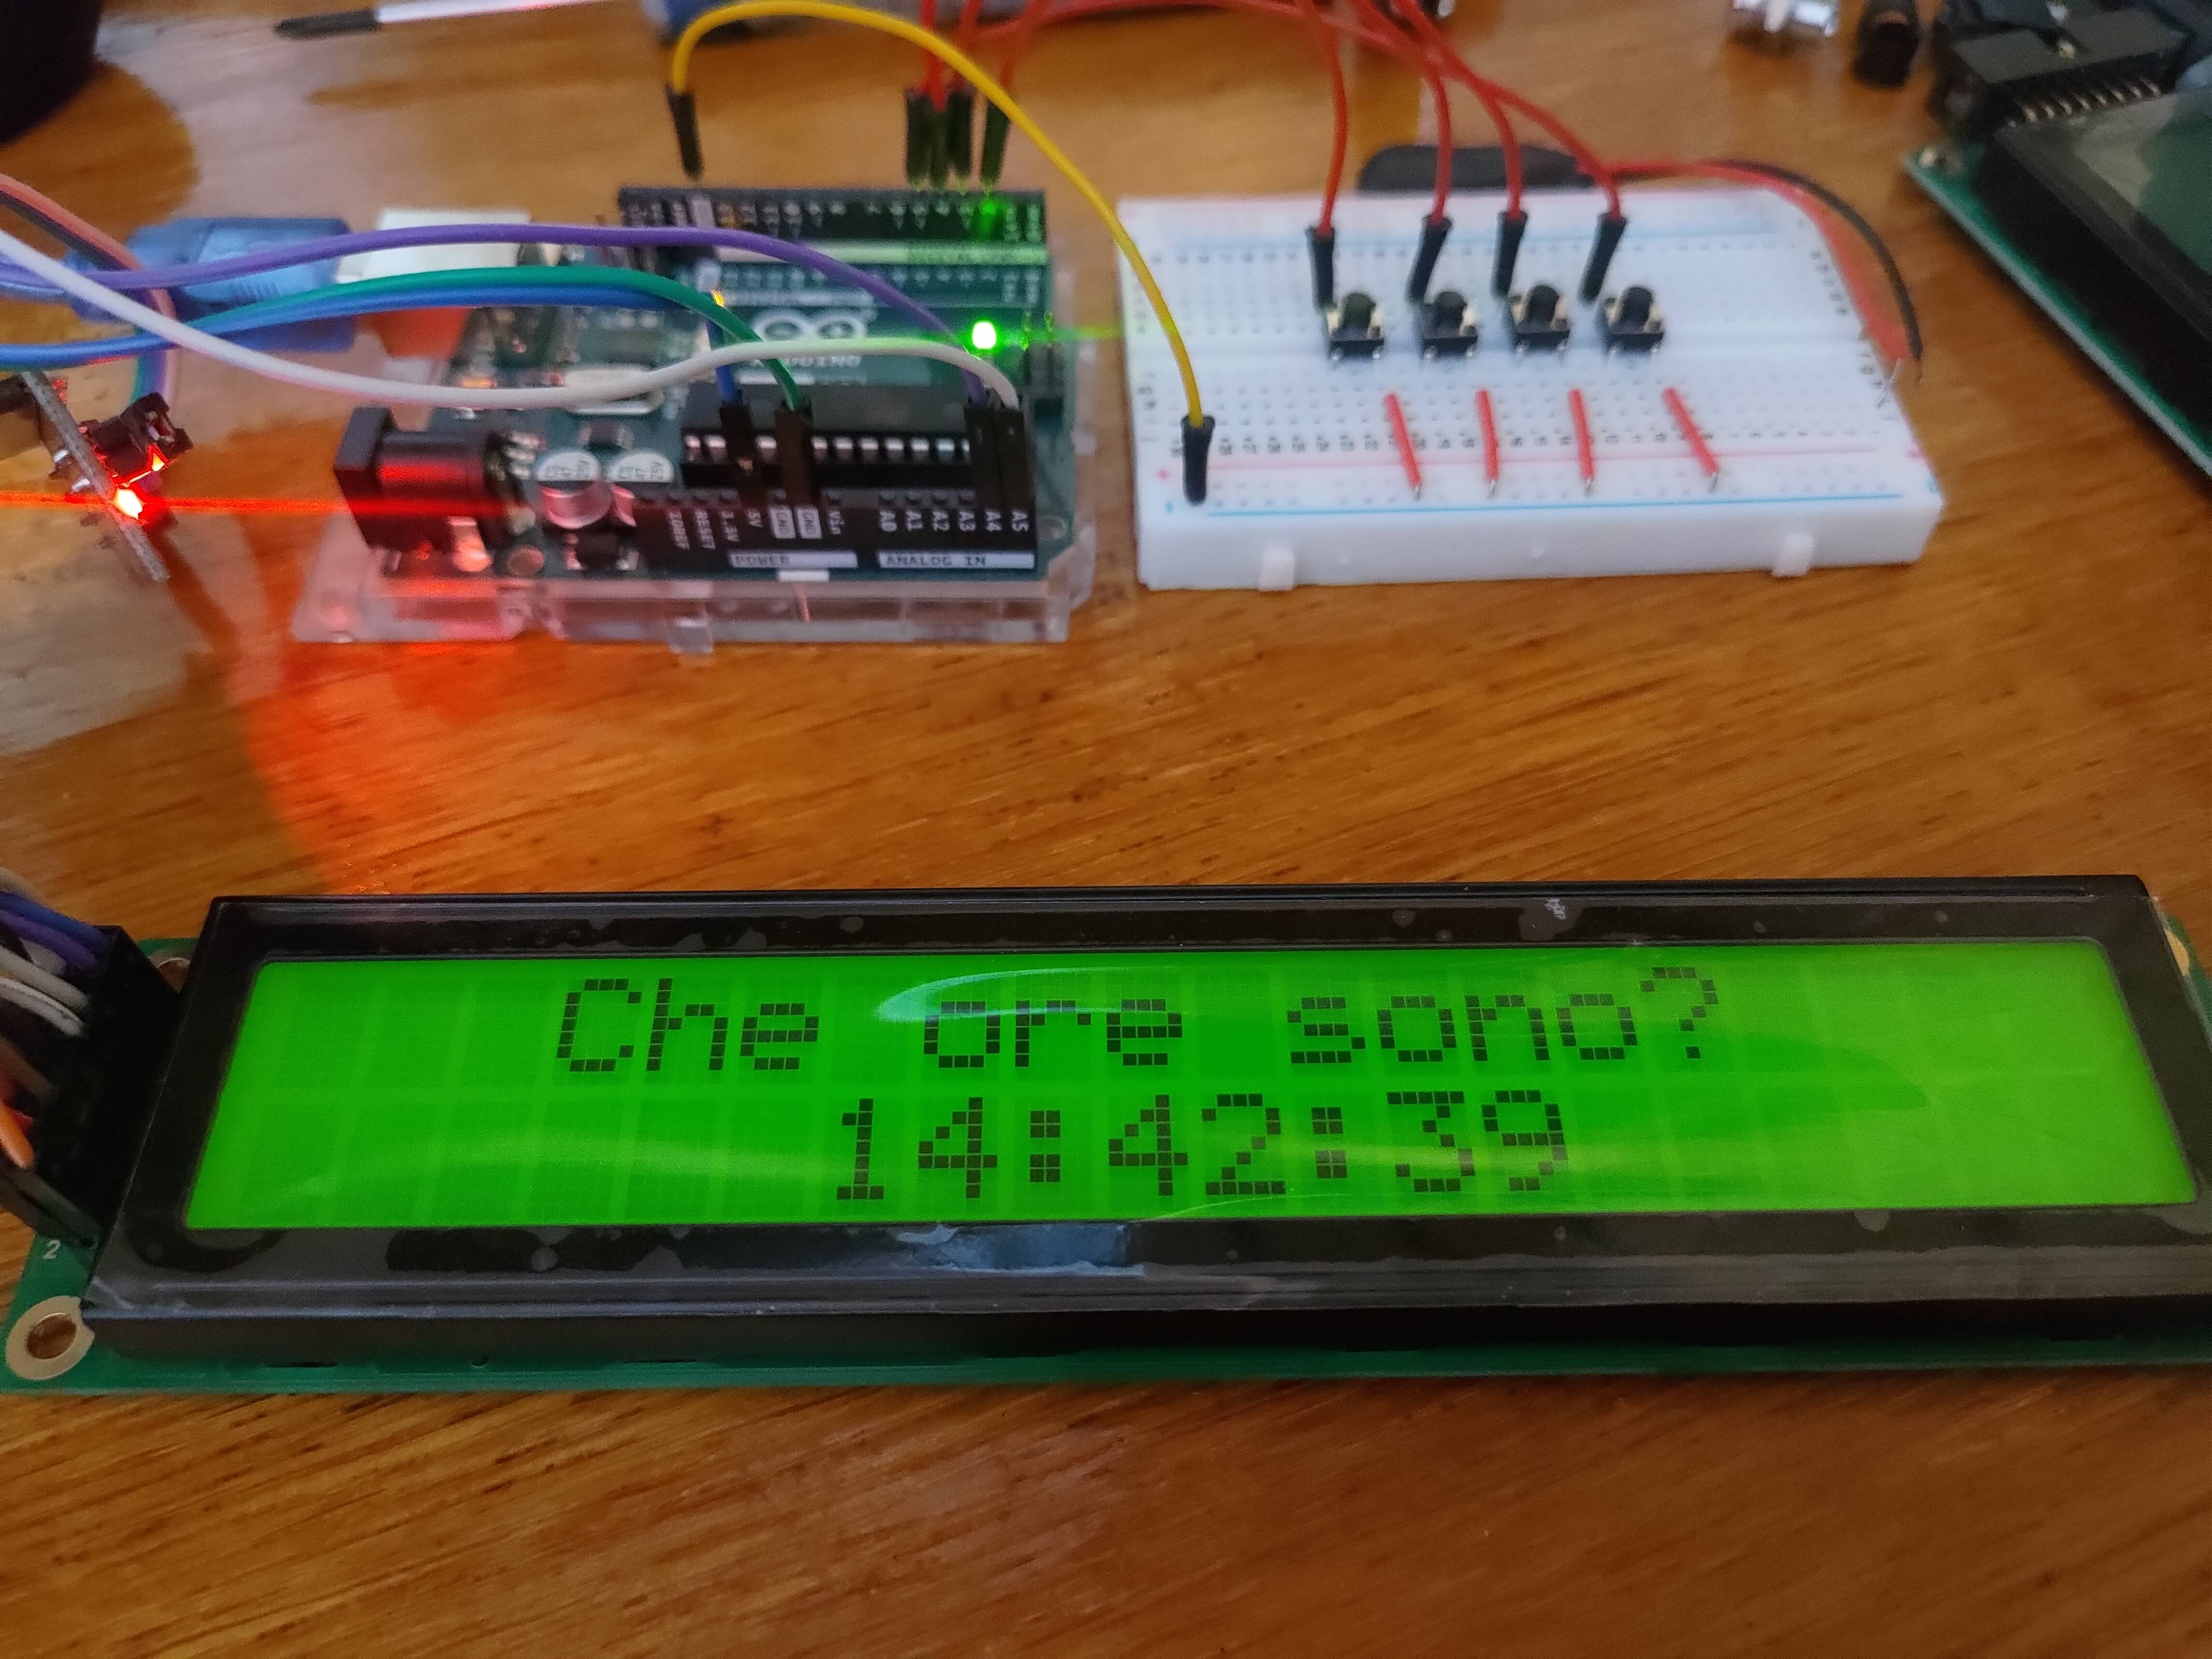 ARDUINO
IOREF
RESET
3.3V
5V
GND
GND
Vin
A0
A1
A2
A3
A4
A5
POWER
ANALOG IN
Che ore sono?
14:42:39
2